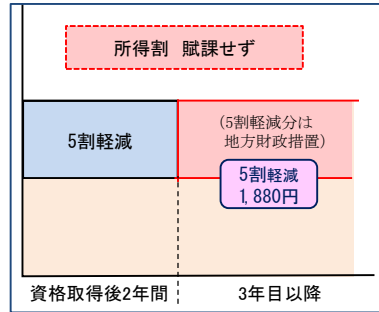 所得割 賦課せず
5割軽減
(5割軽減分は
地方財政措置)
5割軽減
1,880円
資格取得後2年間
3年目以降